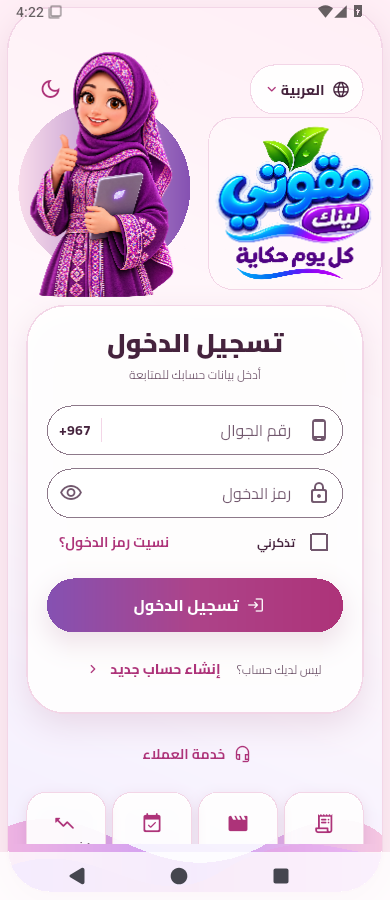 4:22
العربية
مقوتي
لينك
كل يوم حكاية
تسجيل الدخول
أدخل بيانات حسابك للمتابعة
رقم الجوال
+967
رمز الدخول
تذكرني
نسيت رمز الدخول؟
تسجيل الدخول
ليس لديك حساب؟ إنشاء حساب جديد
خدمة العملاء